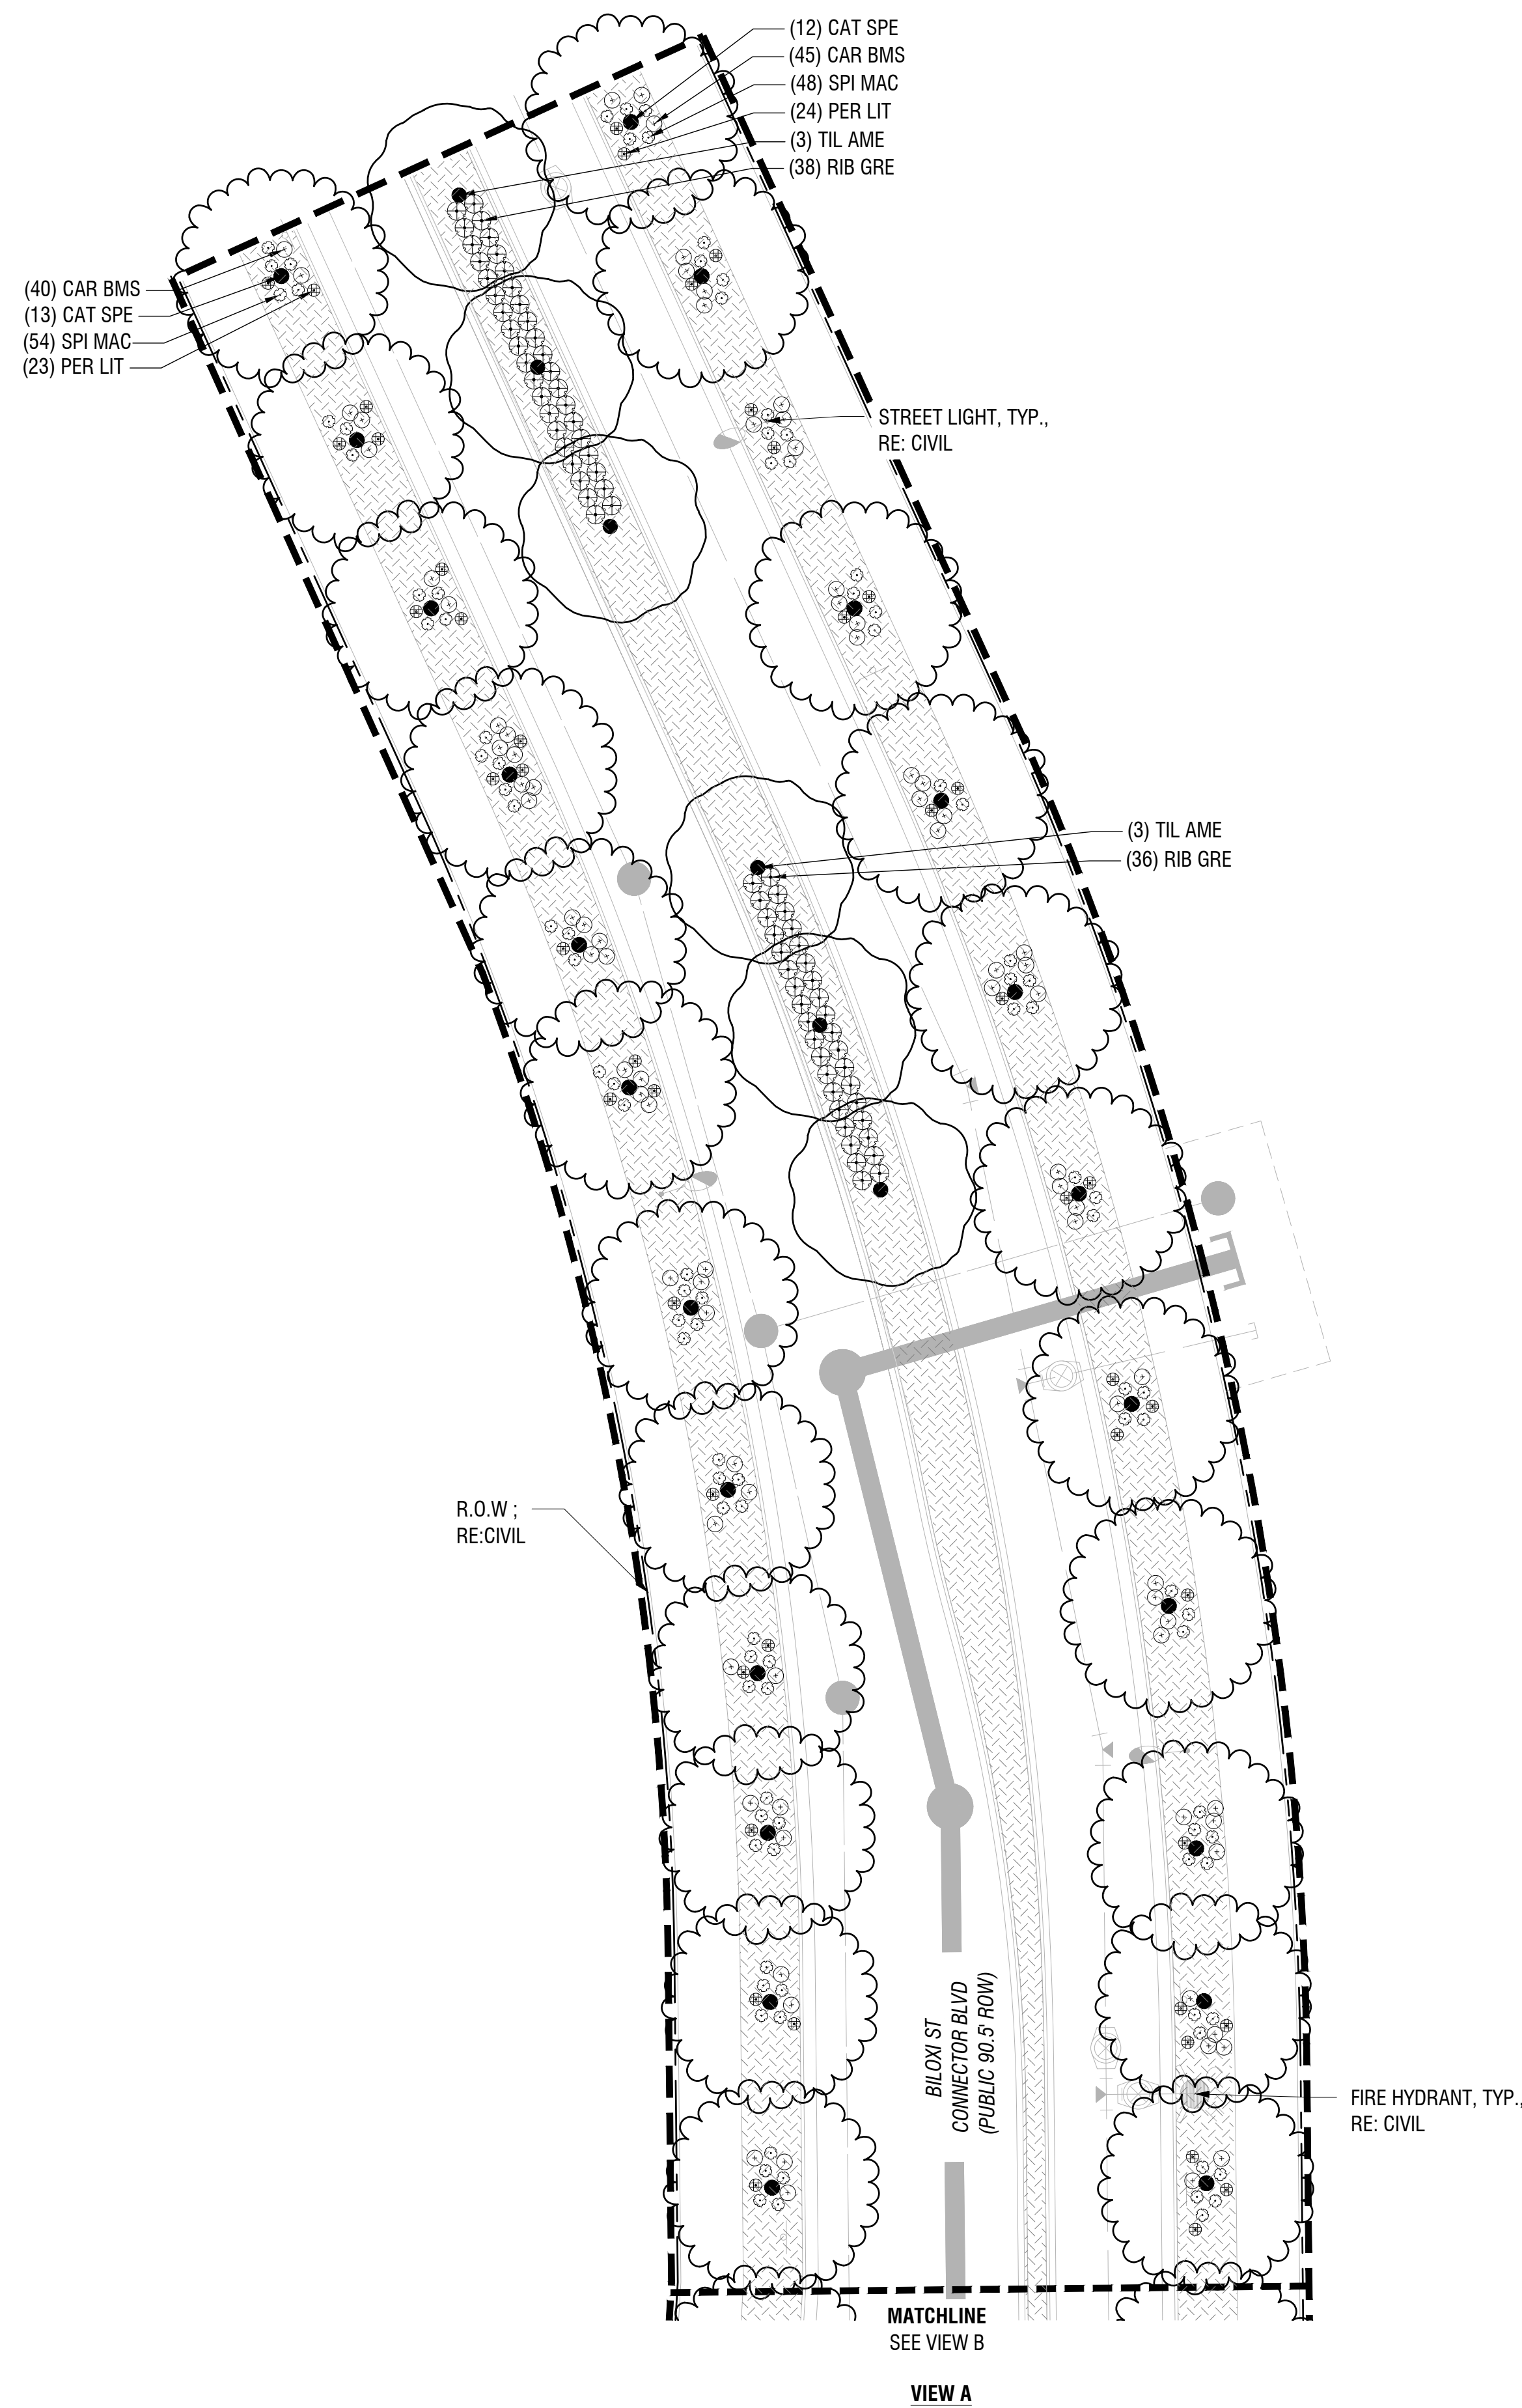 (12) CAT SPE
(45) CAR BMS
(48) SPI MAC
(24) PER LIT
(3) TIL AME
(38) RIB GRE
(40) CAR BMS
(13) CAT SPE
(54) SPI MAC
(23) PER LIT
STREET LIGHT, TYP.,
RE: CIVIL
(3) TIL AME
(36) RIB GRE
R.O.W ;
RE:CIVIL
BILOXI ST
CONNECTOR BLVD
(PUBLIC 90.5' ROW)
FIRE HYDRANT, TYP.,
RE: CIVIL
MATCHLINE
SEE VIEW B
VIEW A